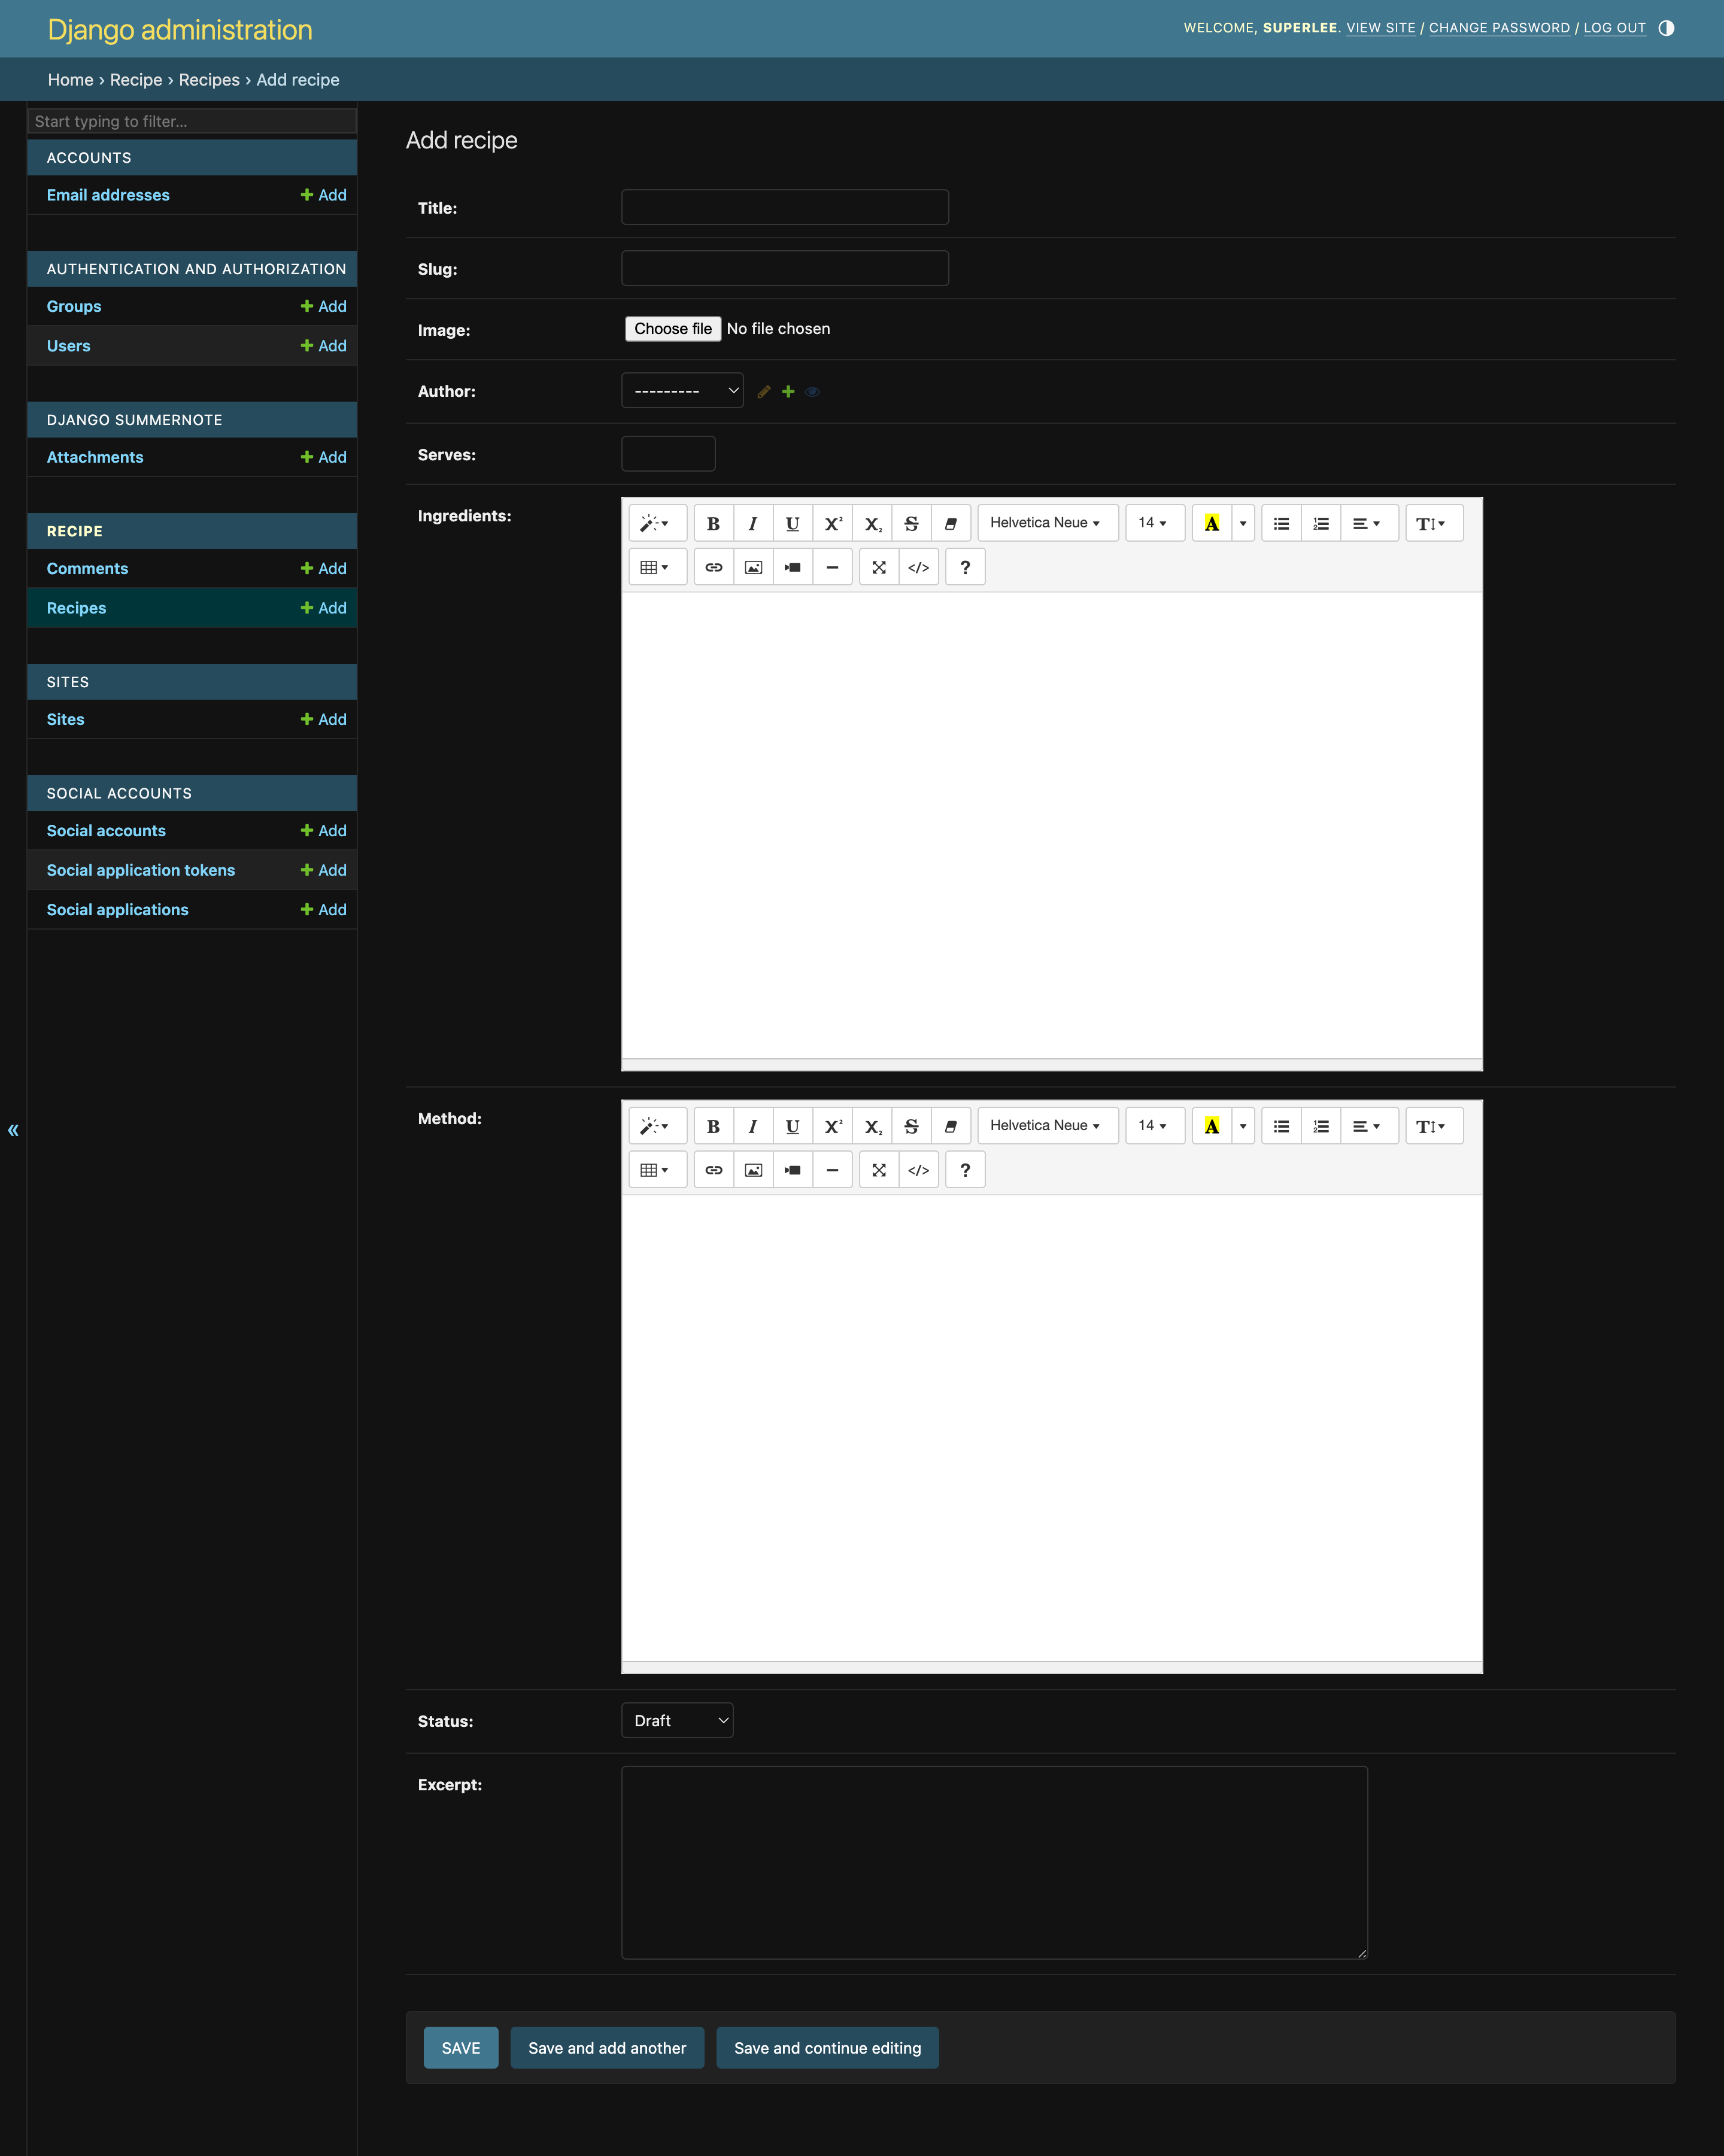 Django administration
WELCOME, SUPERLEE. VIEW SITE / CHANGE PASSWORD / LOG OUT
Home › Recipe › Recipes › Add recipe
Start typing to filter...
ACCOUNTS
Email addresses Add
AUTHENTICATION AND AUTHORIZATION
Groups Add
Users Add
DJANGO SUMMERNOTE
Attachments Add
RECIPE
Comments Add
Recipes Add
SITES
Sites Add
SOCIAL ACCOUNTS
Social accounts Add
Social application tokens Add
Social applications Add
«
Add recipe
Title:
Slug:
Image: Choose file No file chosen
Author: ---------
Serves:
Ingredients:
B I U X² X₂ S Helvetica Neue 14 A T
</> ?
Method:
B I U X² X₂ S Helvetica Neue 14 A T
</> ?
Status: Draft
Excerpt:
SAVE Save and add another Save and continue editing